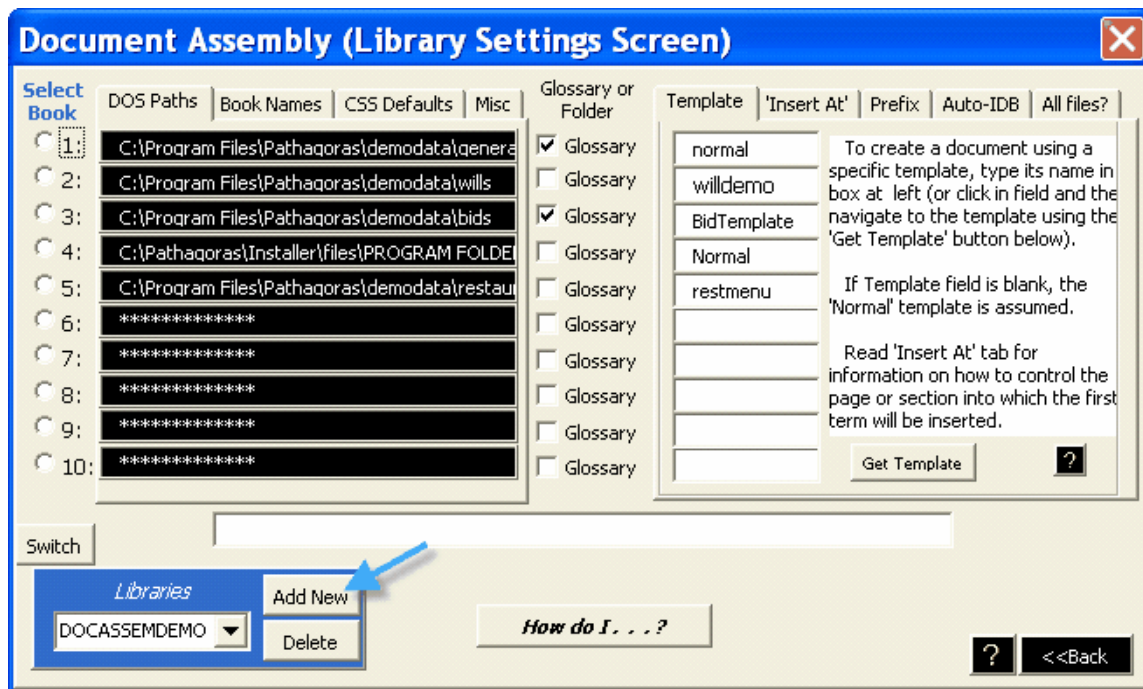 Document Assembly (Library Settings Screen)
Select Book
DOS Paths
Book Names
CSS Defaults
Misc
Glossary or Folder
Template
'Insert At'
Prefix
Auto-IDB
All files?
1:
C:\Program Files\Pathagoras\demodata\genera
Glossary
normal
2:
C:\Program Files\Pathagoras\demodata\wills
Glossary
willdemo
3:
C:\Program Files\Pathagoras\demodata\bids
Glossary
BidTemplate
4:
C:\Pathagoras\Installer\files\PROGRAM FOLDE
Glossary
Normal
5:
C:\Program Files\Pathagoras\demodata\restau
Glossary
restmenu
6:
*************
Glossary
7:
*************
Glossary
8:
*************
Glossary
9:
*************
Glossary
10:
*************
Glossary
To create a document using a
specific template, type its name in
box at left (or click in field and the
navigate to the template using the
'Get Template' button below).
If Template field is blank, the
'Normal' template is assumed.
Read 'Insert At' tab for
information on how to control the
page or section into which the first
term will be inserted.
Get Template
?
Switch
Libraries
DOCASSEMDEMO
Add New
Delete
How do I. . . ?
?
<<Back